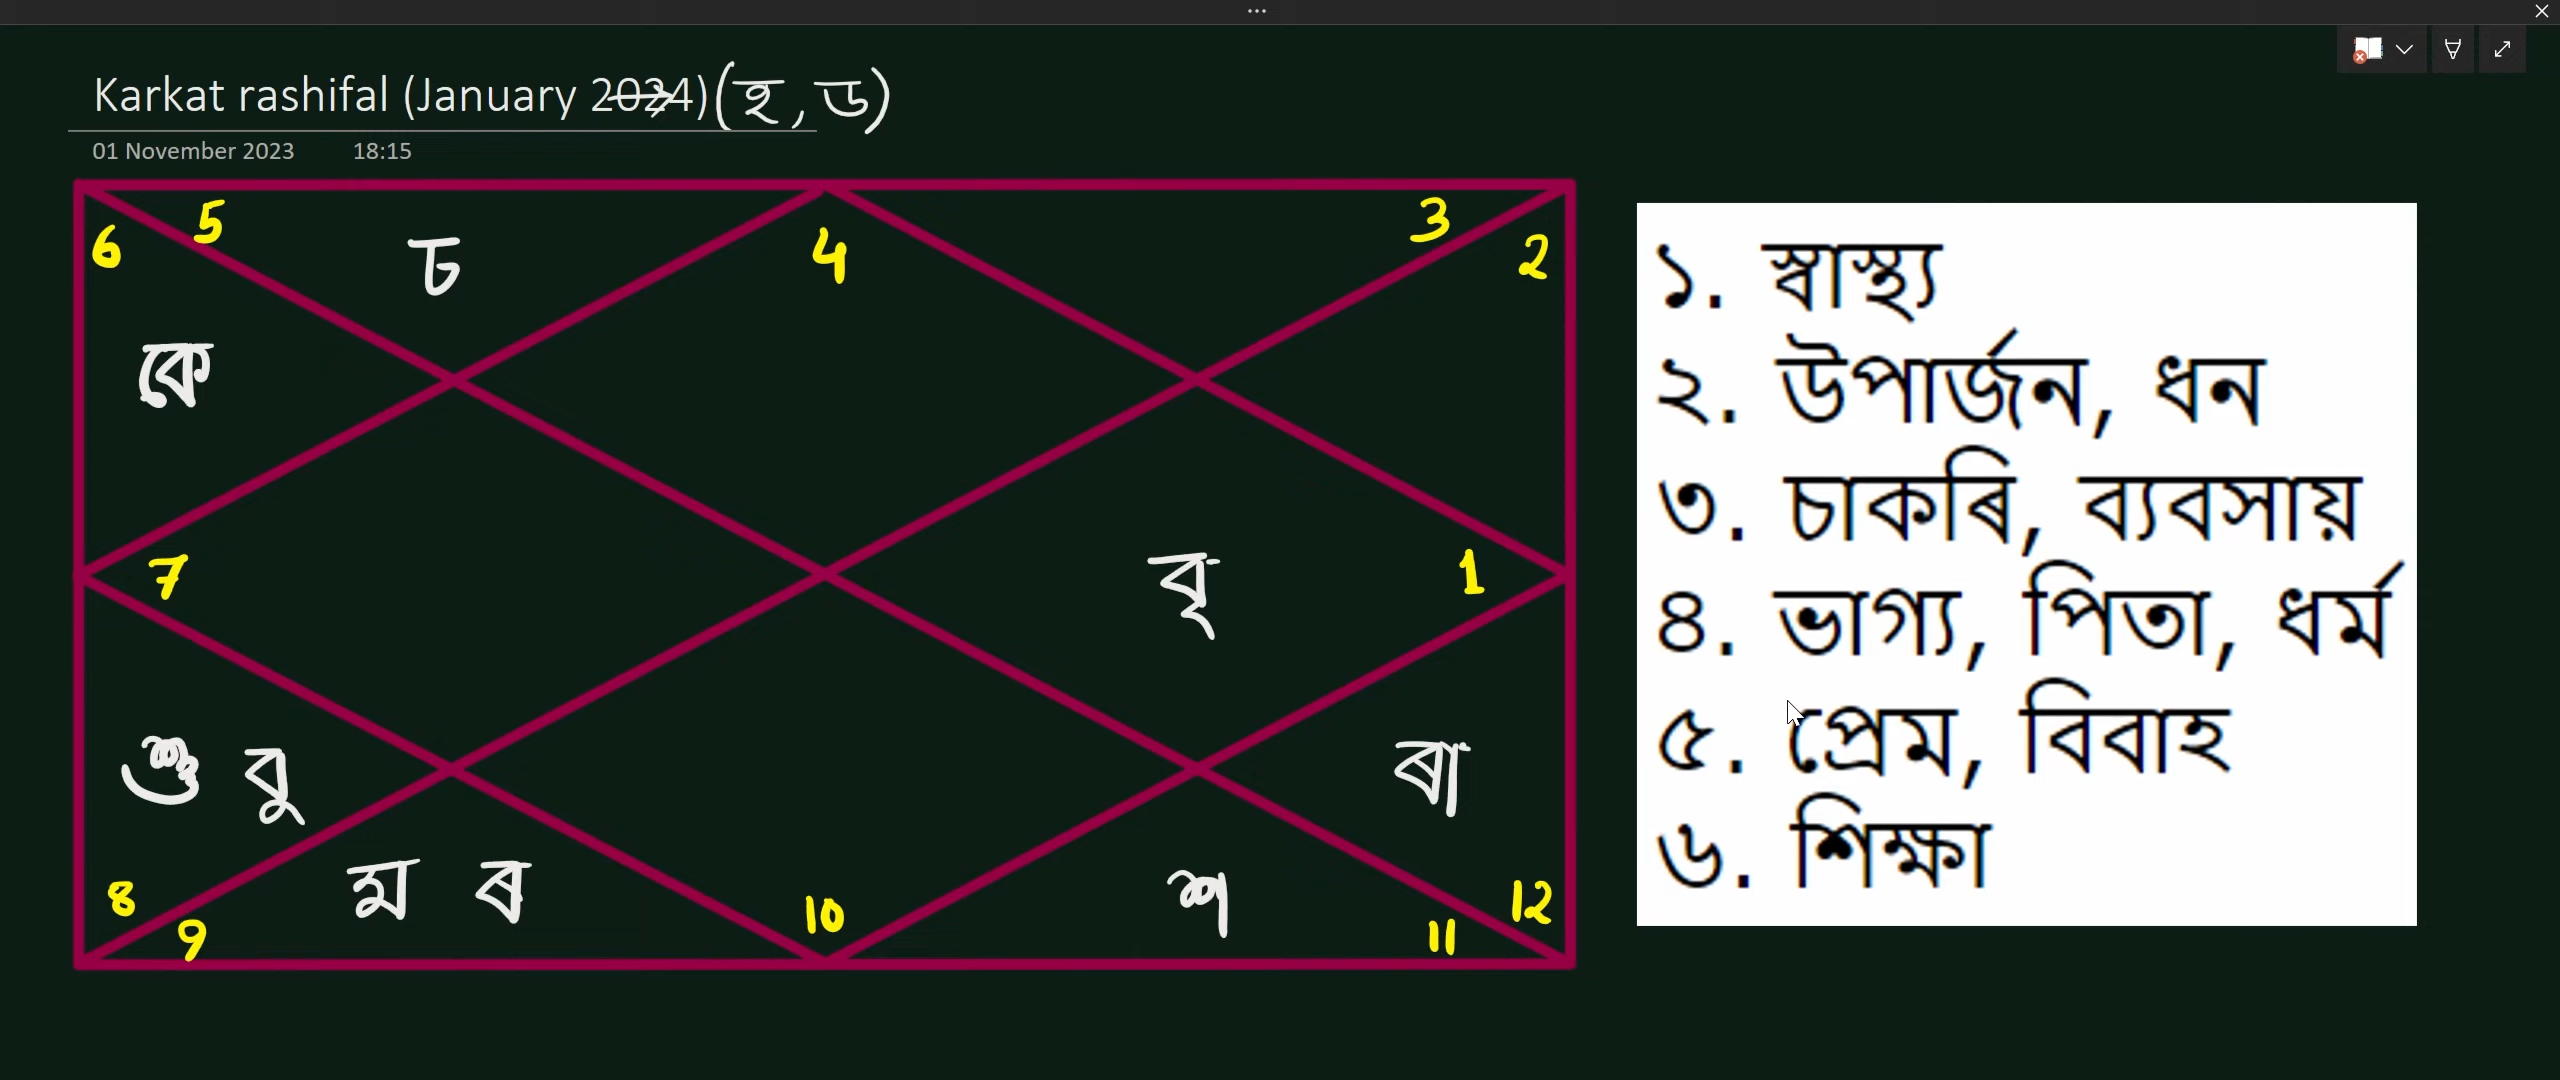 Karkat rashifal (January 2024) (হ, ড)
01 November 2023 18:15
5
6
চ
4
3
2
কে
7
বৃ
1
শু বু
ৰা
8
9
ম ৰ
10
শ
11
12
১. স্বাস্থ্য
২. উপাৰ্জন, ধন
৩. চাকৰি, ব্যবসায়
৪. ভাগ্য, পিতা, ধৰ্ম
৫. প্ৰেম, বিবাহ
৬. শিক্ষা